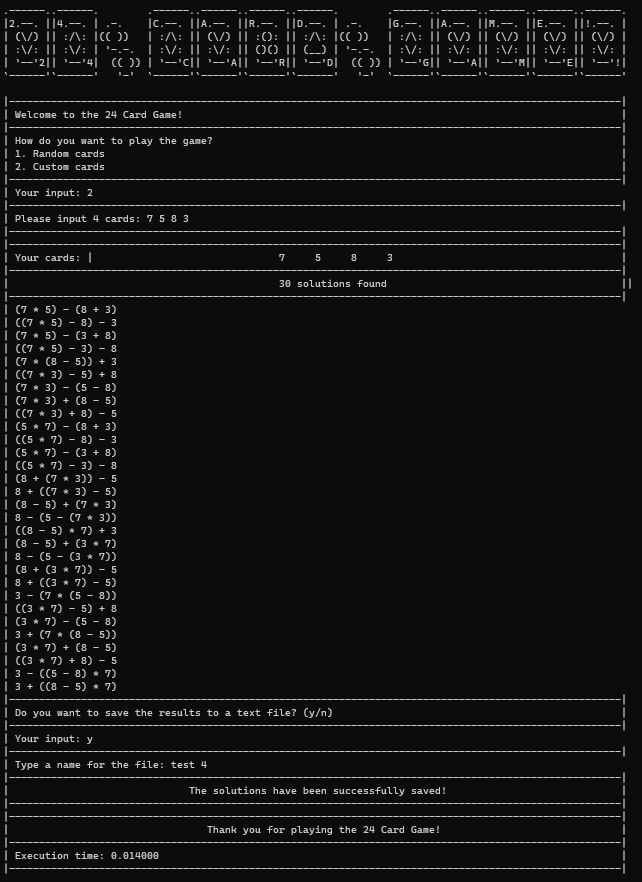 .------..------.        .------..------..------..------.        .------..------..------..------..------.
|2.--. ||4.--. | .-.    |C.--. ||A.--. ||R.--. ||D.--. | .-.    |G.--. ||A.--. ||M.--. ||E.--. ||!.--. |
| (\/) || :/\: |(( ))   | :/\: || (\/) || :(): || :/\: |(( ))   | :/\: || (\/) || (\/) || (\/) || (\/) |
| :\/: || :\/: | '-.-.  | :\/: || :\/: || ()() || (__) | '-.-.  | :\/: || :\/: || :\/: || :\/: || :\/: |
| '--'2|| '--'4|  (( )) | '--'C|| '--'A|| '--'R|| '--'D|  (( )) | '--'G|| '--'A|| '--'M|| '--'E|| '--'!|
`------'`------'   '-'  `------'`------'`------'`------'   '-'  `------'`------'`------'`------'`------'
|------------------------------------------------------------------------------------------------------|
| Welcome to the 24 Card Game! |
|------------------------------------------------------------------------------------------------------|
| How do you want to play the game? |
| 1. Random cards |
| 2. Custom cards |
|------------------------------------------------------------------------------------------------------|
| Your input: 2
|------------------------------------------------------------------------------------------------------|
| Please input 4 cards: 7 5 8 3
|------------------------------------------------------------------------------------------------------|
|------------------------------------------------------------------------------------------------------|
| Your cards: | 7 5 8 3 |
|------------------------------------------------------------------------------------------------------|
| 30 solutions found ||
|------------------------------------------------------------------------------------------------------|
| (7 * 5) - (8 + 3)
| ((7 * 5) - 8) - 3
| (7 * 5) - (3 + 8)
| ((7 * 5) - 3) - 8
| (7 * (8 - 5)) + 3
| ((7 * 3) - 5) + 8
| (7 * 3) - (5 - 8)
| (7 * 3) + (8 - 5)
| ((7 * 3) + 8) - 5
| (5 * 7) - (8 + 3)
| ((5 * 7) - 8) - 3
| (5 * 7) - (3 + 8)
| ((5 * 7) - 3) - 8
| (8 + (7 * 3)) - 5
| 8 + ((7 * 3) - 5)
| (8 - 5) + (7 * 3)
| 8 - (5 - (7 * 3))
| ((8 - 5) * 7) + 3
| (8 - 5) + (3 * 7)
| 8 - (5 - (3 * 7))
| (8 + (3 * 7)) - 5
| 8 + ((3 * 7) - 5)
| 3 - (7 * (5 - 8))
| ((3 * 7) - 5) + 8
| (3 * 7) - (5 - 8)
| 3 + (7 * (8 - 5))
| (3 * 7) + (8 - 5)
| ((3 * 7) + 8) - 5
| 3 - ((5 - 8) * 7)
| 3 + ((8 - 5) * 7)
|------------------------------------------------------------------------------------------------------|
| Do you want to save the results to a text file? (y/n) |
|------------------------------------------------------------------------------------------------------|
| Your input: y
|------------------------------------------------------------------------------------------------------|
| Type a name for the file: test 4
|------------------------------------------------------------------------------------------------------|
| The solutions have been successfully saved! |
|------------------------------------------------------------------------------------------------------|
|------------------------------------------------------------------------------------------------------|
| Thank you for playing the 24 Card Game! |
|------------------------------------------------------------------------------------------------------|
| Execution time: 0.014000 |
|------------------------------------------------------------------------------------------------------|